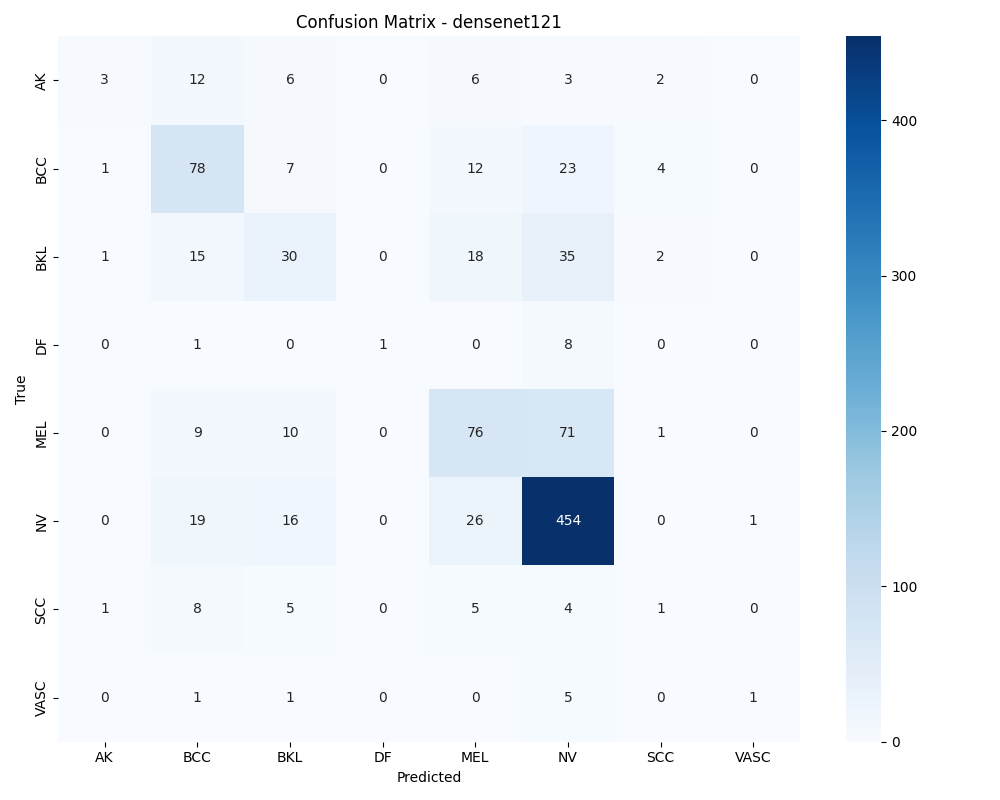 Confusion Matrix - densenet121
AK 3 12 6 0 6 3 2 0
BCC 1 78 7 0 12 23 4 0
BKL 1 15 30 0 18 35 2 0
DF 0 1 0 1 0 8 0 0
MEL 0 9 10 0 76 71 1 0
NV 0 19 16 0 26 454 0 1
SCC 1 8 5 0 5 4 1 0
VASC 0 1 1 0 0 5 0 1
AK BCC BKL DF MEL NV SCC VASC
Predicted
True
400
300
200
100
0